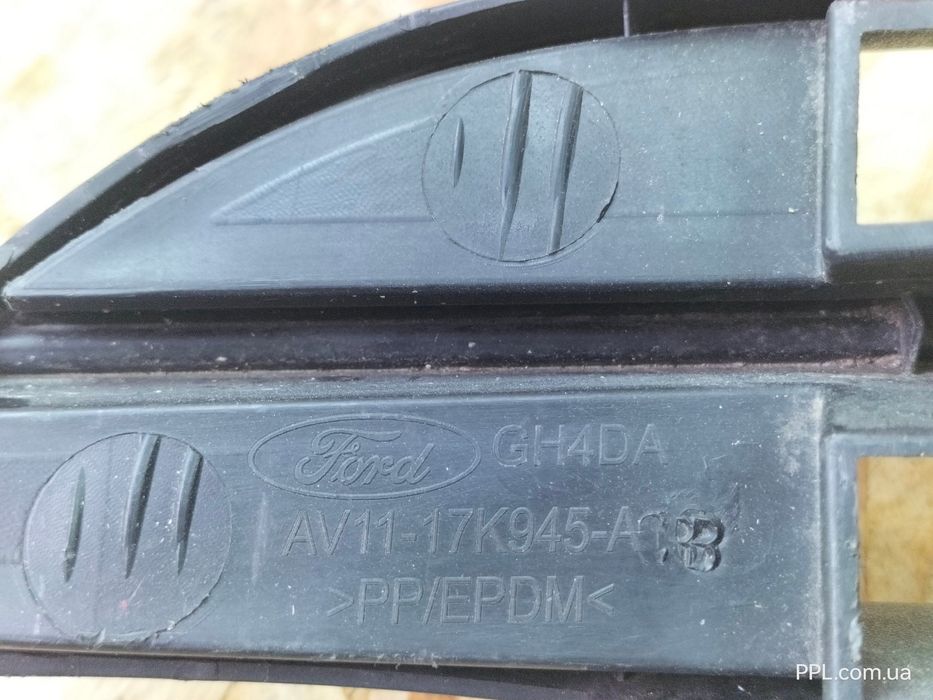 Ford GH4DA
AV11-17K945-A
>PP/EPDM<
PPL.com.ua